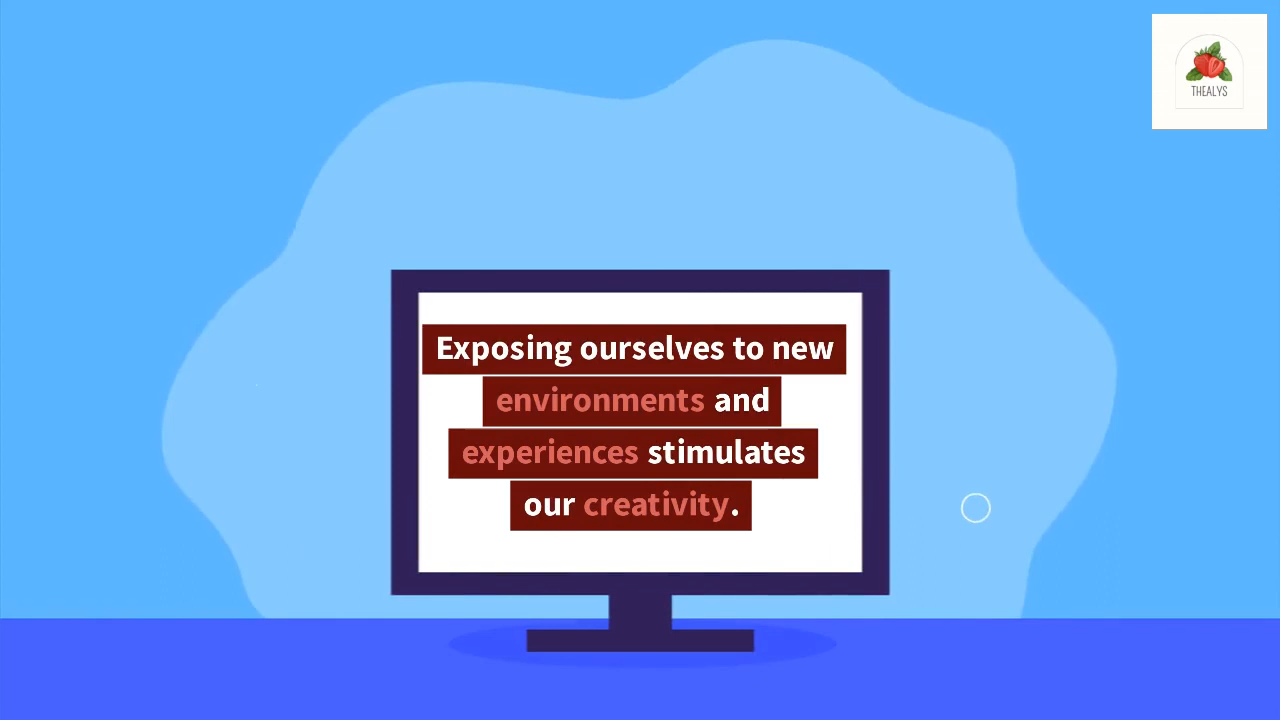 THEALYS
Exposing ourselves to new
environments and
experiences stimulates
our creativity.